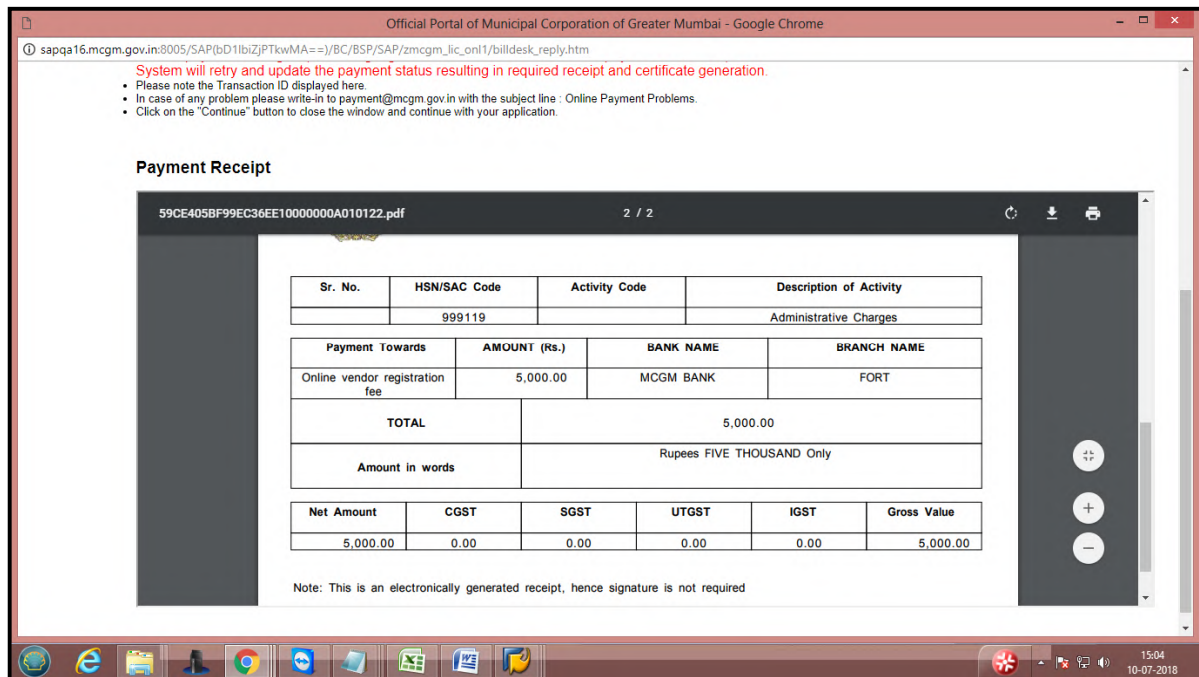 Official Portal of Municipal Corporation of Greater Mumbai - Google Chrome
sapqa16.mcgm.gov.in:8005/SAP(bD1lbiZjPTkwMA==)/BC/BSP/SAP/zmcgm_lic_onl1/billdesk_reply.htm
System will retry and update the payment status resulting in required receipt and certificate generation.
Please note the Transaction ID displayed here.
In case of any problem please write-in to payment@mcgm.gov.in with the subject line : Online Payment Problems.
Click on the "Continue" button to close the window and continue with your application.
Payment Receipt
59CE405BF99EC36EE10000000A010122.pdf 2 / 2
Sr. No. HSN/SAC Code Activity Code Description of Activity
999119 Administrative Charges
Payment Towards AMOUNT (Rs.) BANK NAME BRANCH NAME
Online vendor registration fee 5,000.00 MCGM BANK FORT
TOTAL 5,000.00
Amount in words Rupees FIVE THOUSAND Only
Net Amount CGST SGST UTGST IGST Gross Value
5,000.00 0.00 0.00 0.00 0.00 5,000.00
Note: This is an electronically generated receipt, hence signature is not required
15:04
10-07-2018